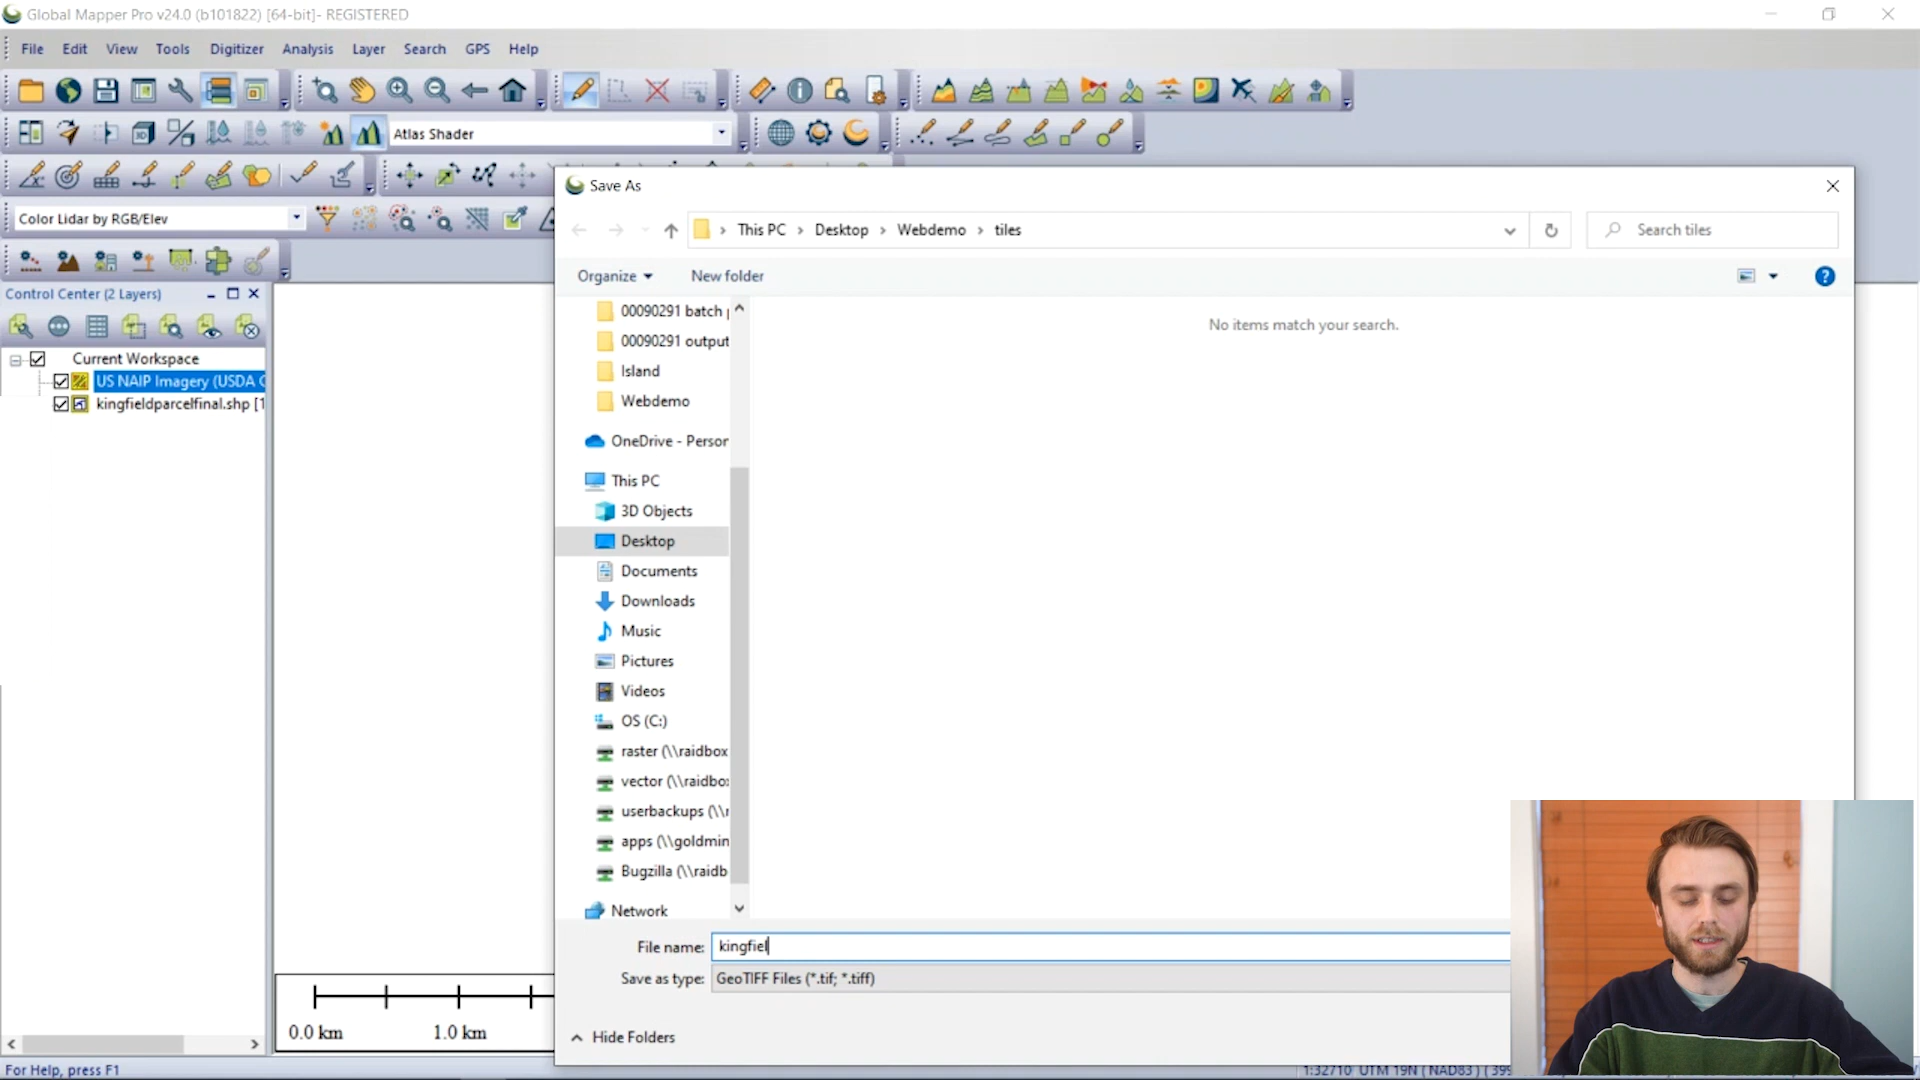 Global Mapper Pro v24.0 (b101822) [64-bit]- REGISTERED
File Edit View Tools Digitizer Analysis Layer Search GPS Help
Atlas Shader
Color Lidar by RGB/Elev
Control Center (2 Layers)
Current Workspace
US NAIP Imagery (USDA
kingfieldparcelfinal.shp [1
Save As
This PC › Desktop › Webdemo › tiles
Search tiles
Organize New folder
00090291 batch
00090291 output
Island
Webdemo
OneDrive - Person
This PC
3D Objects
Desktop
Documents
Downloads
Music
Pictures
Videos
OS (C:)
raster (\\raidbox
vector (\\raidbo
userbackups (\\
apps (\\goldmin
Bugzilla (\\raidb
Network
No items match your search.
File name: kingfiel
Save as type: GeoTIFF Files (*.tif; *.tiff)
Hide Folders
0.0 km 1.0 km
For Help, press F1
1:32710 UTM 19N ( NAD83 ) ( 399